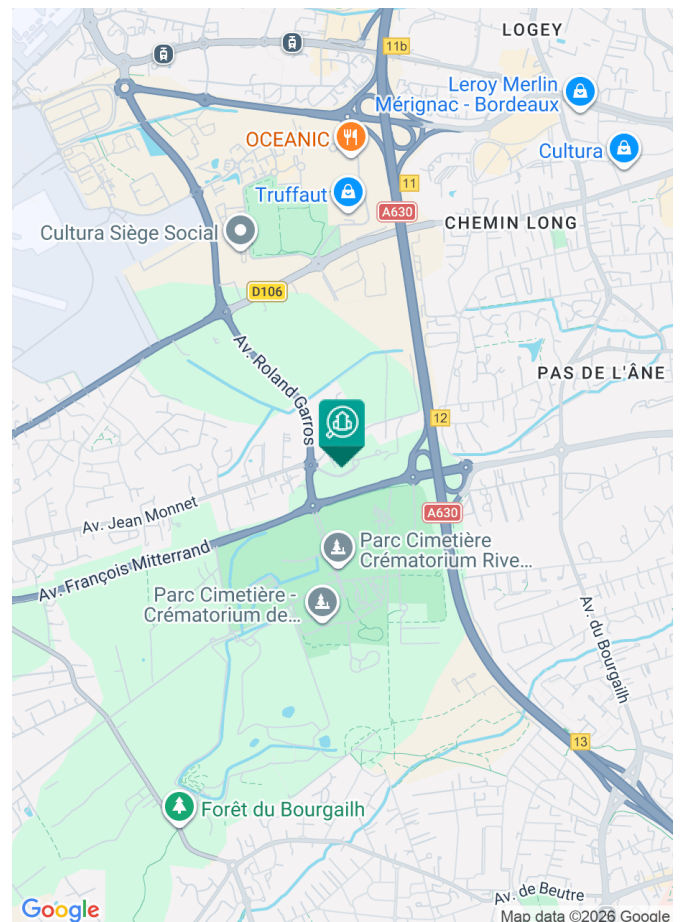 LOGEY
11b
Leroy Merlin
Mérignac - Bordeaux
OCEANIC
Cultura
Truffaut
11
A630
CHEMIN LONG
Cultura Siège Social
D106
Av. Roland Garros
PAS DE L'ÂNE
12
A630
Av. Jean Monnet
Av. François Mitterrand
Parc Cimetière
Crématorium Rive...
Parc Cimetière -
Crématorium de...
Av. du Bourgailh
13
Forêt du Bourgailh
Av. de Beutre
Google
Map data ©2026 Google